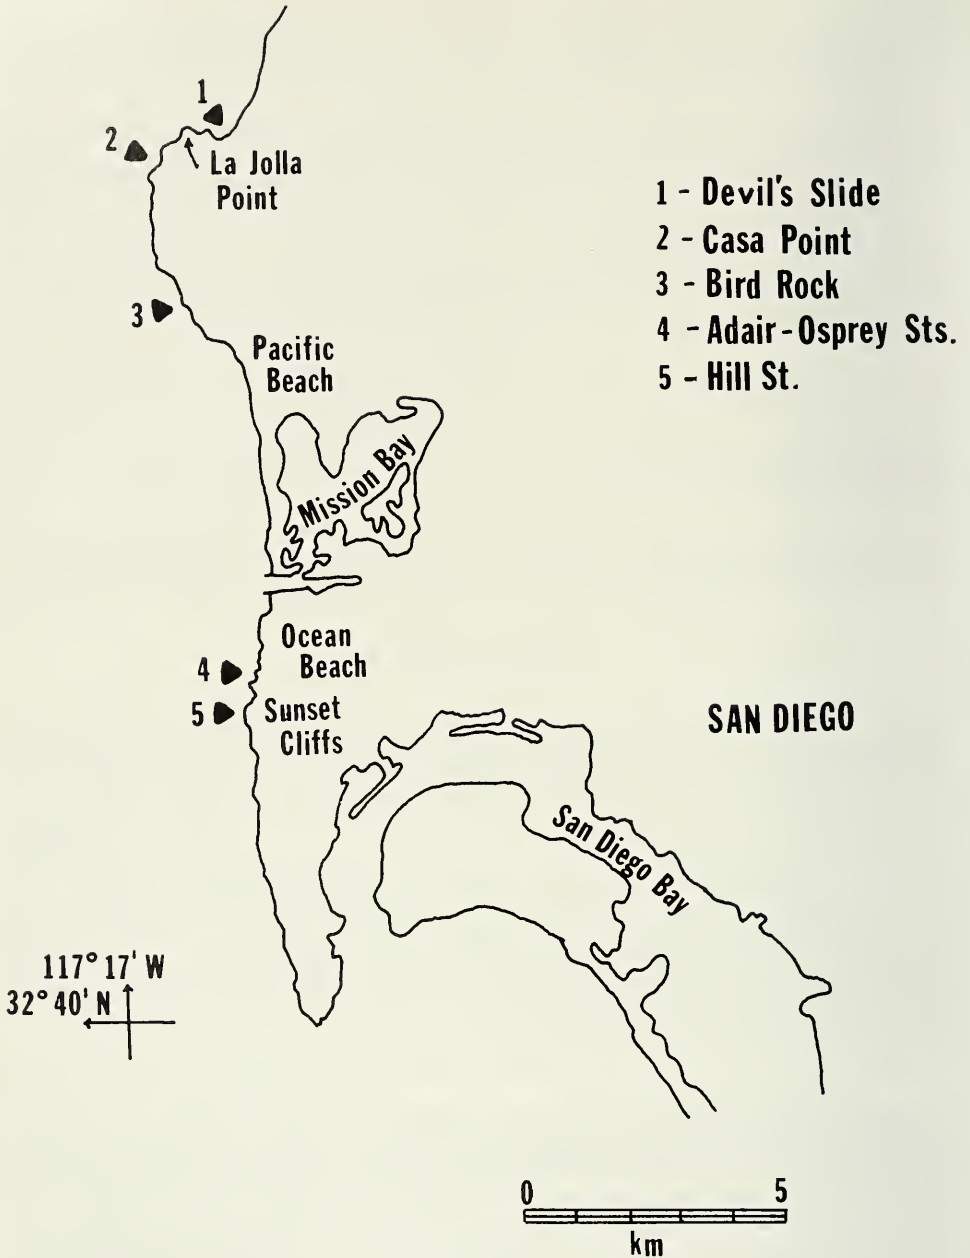 1
2
La Jolla
Point
1 - Devil's Slide
2 - Casa Point
3 - Bird Rock
4 - Adair-Osprey Sts.
5 - Hill St.
3
Pacific
Beach
Mission Bay
Ocean
Beach
4
5
Sunset
Cliffs
SAN DIEGO
San Diego Bay
117° 17' W
32° 40' N
0 5
km